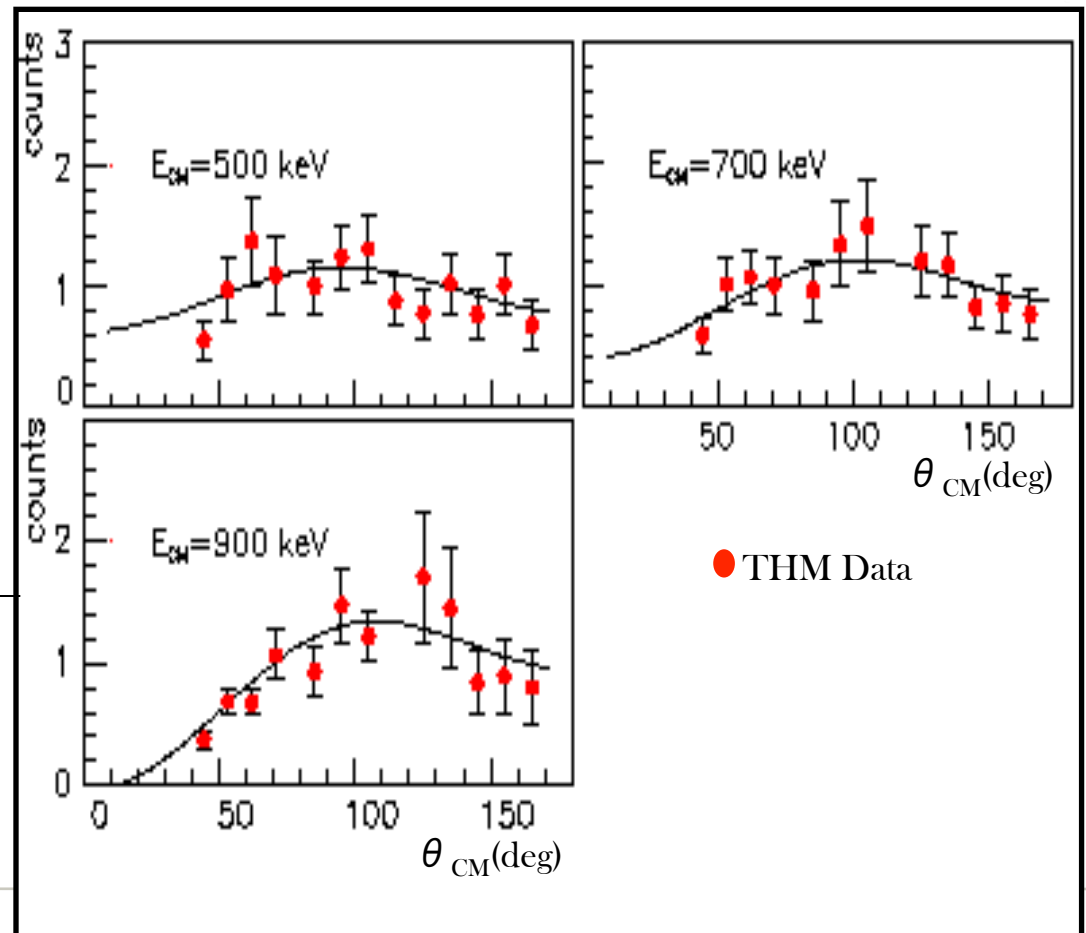 counts
3
2
1
0
E_CM=500 keV
E_CM=700 keV
50 100 150
θ CM(deg)
counts
2
1
0
E_CM=900 keV
THM Data
0 50 100 150
θ CM(deg)